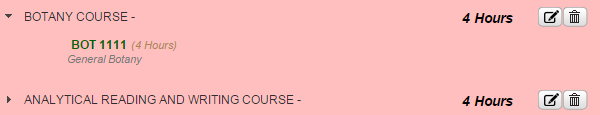 BOTANY COURSE - 4 Hours
BOT 1111 (4 Hours)
General Botany
ANALYTICAL READING AND WRITING COURSE - 4 Hours